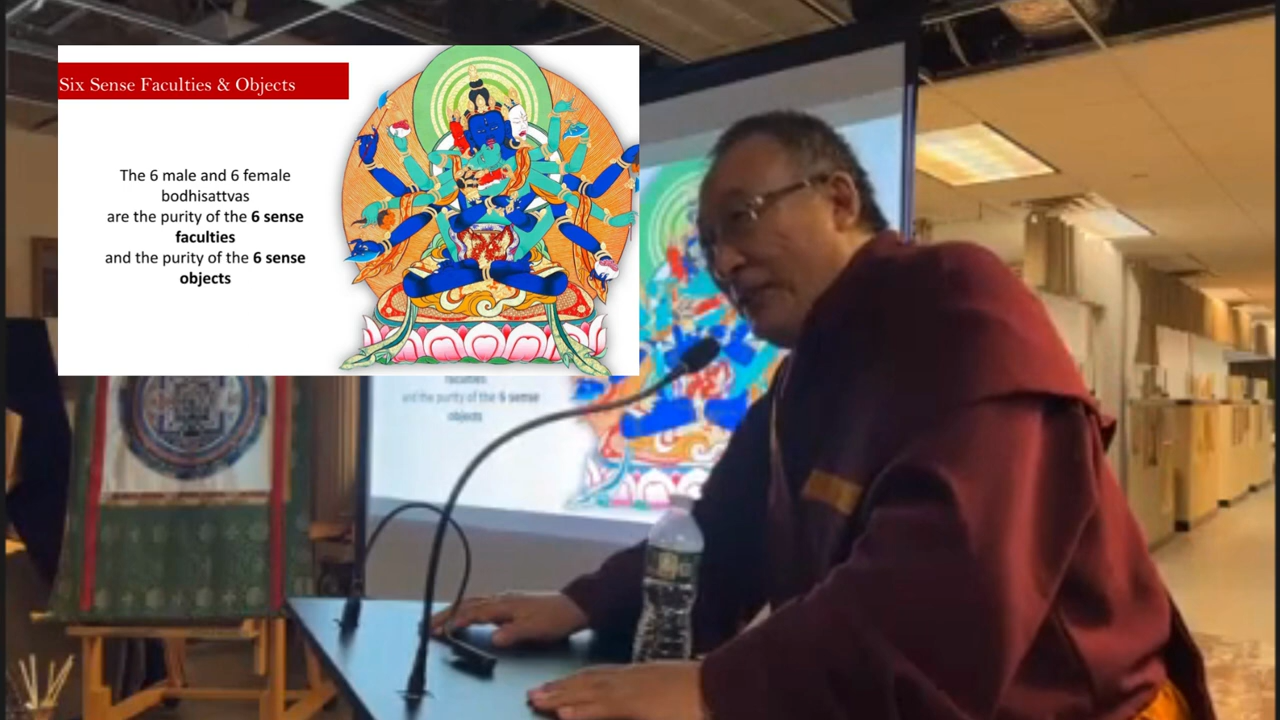 Six Sense Faculties & Objects
The 6 male and 6 female
bodhisattvas
are the purity of the 6 sense
faculties
and the purity of the 6 sense
objects
faculties
and the purity of the 6 sense
objects